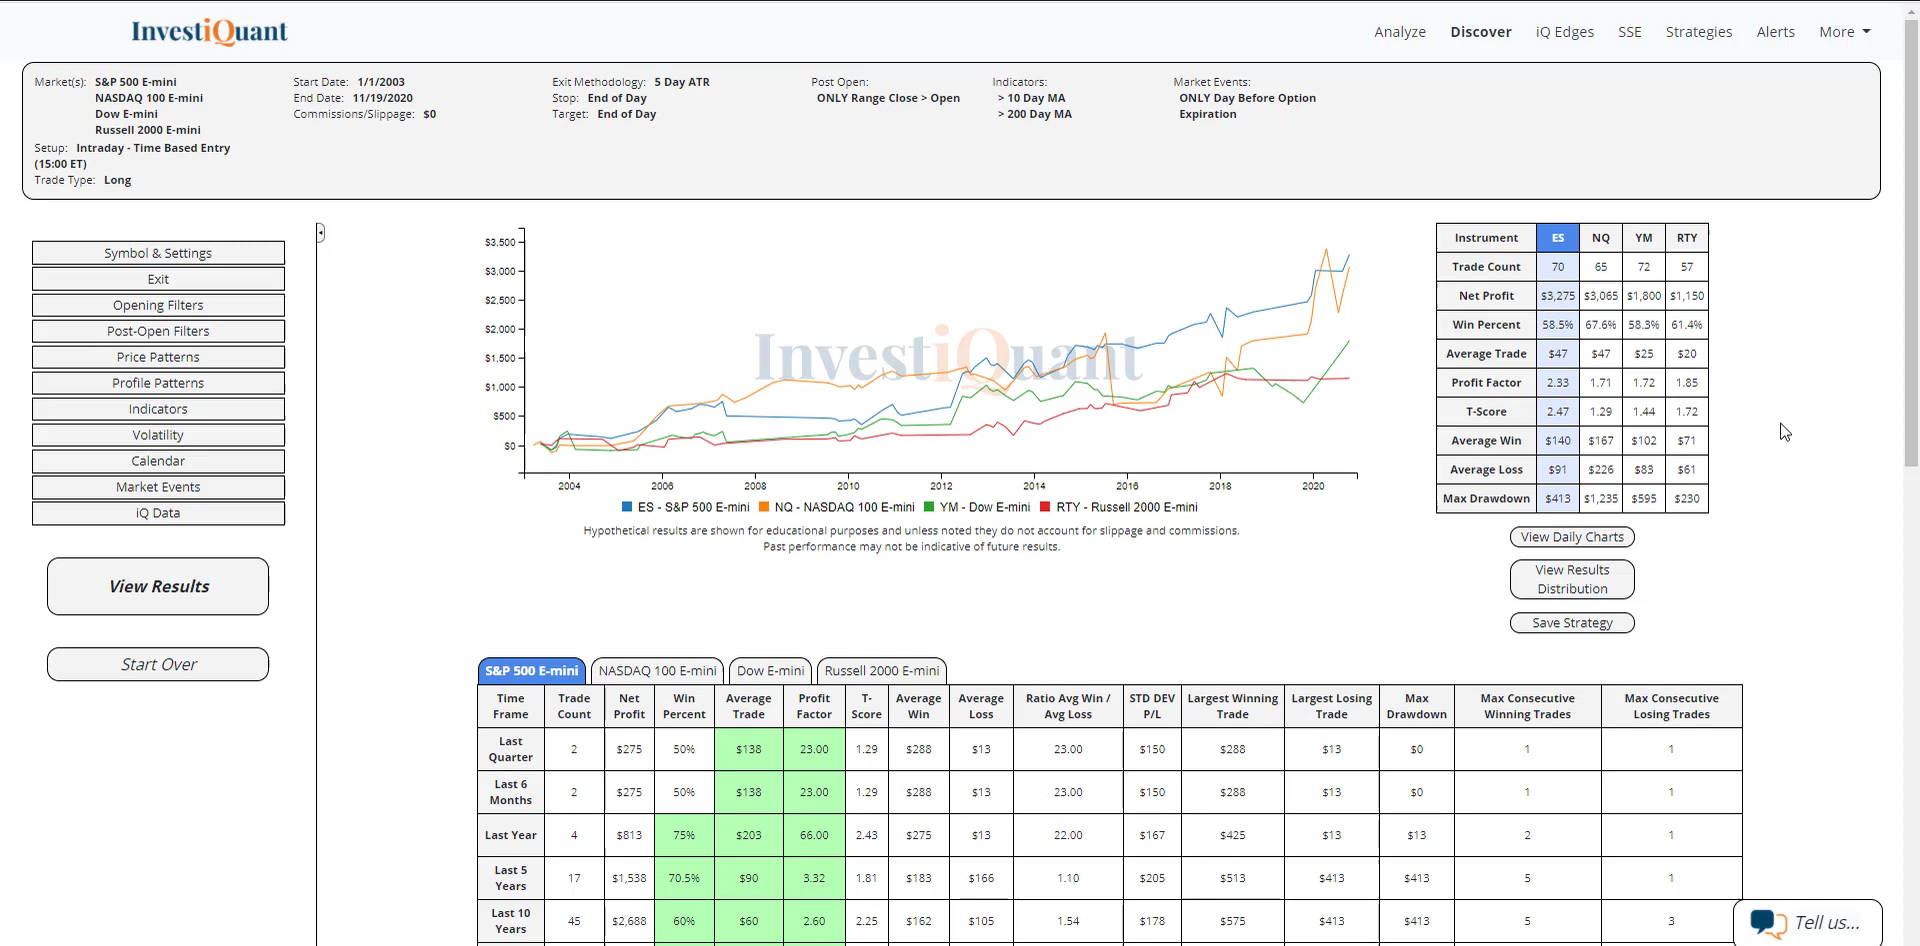 InvestiQuant
Analyze Discover iQ Edges SSE Strategies Alerts More
Market(s): S&P 500 E-mini
NASDAQ 100 E-mini
Dow E-mini
Russell 2000 E-mini
Setup: Intraday - Time Based Entry
(15:00 ET)
Trade Type: Long
Start Date: 1/1/2003
End Date: 11/19/2020
Commissions/Slippage: $0
Exit Methodology: 5 Day ATR
Stop: End of Day
Target: End of Day
Post Open:
ONLY Range Close > Open
Indicators:
> 10 Day MA
> 200 Day MA
Market Events:
ONLY Day Before Option
Expiration
Symbol & Settings
Exit
Opening Filters
Post-Open Filters
Price Patterns
Profile Patterns
Indicators
Volatility
Calendar
Market Events
iQ Data
View Results
Start Over
$3,500
$3,000
$2,500
$2,000
$1,500
$1,000
$500
$0
InvestiQuant
2004 2006 2008 2010 2012 2014 2016 2018 2020
ES - S&P 500 E-mini NQ - NASDAQ 100 E-mini YM - Dow E-mini RTY - Russell 2000 E-mini
Hypothetical results are shown for educational purposes and unless noted they do not account for slippage and commissions.
Past performance may not be indicative of future results.
Instrument ES NQ YM RTY
Trade Count 70 65 72 57
Net Profit $3,275 $3,065 $1,800 $1,150
Win Percent 58.5% 67.6% 58.3% 61.4%
Average Trade $47 $47 $25 $20
Profit Factor 2.33 1.71 1.72 1.85
T-Score 2.47 1.29 1.44 1.72
Average Win $140 $167 $102 $71
Average Loss $91 $226 $83 $61
Max Drawdown $413 $1,235 $595 $230
View Daily Charts
View Results
Distribution
Save Strategy
S&P 500 E-mini NASDAQ 100 E-mini Dow E-mini Russell 2000 E-mini
Time Trade Net Win Average Profit T- Average Average Ratio Avg Win / STD DEV Largest Winning Largest Losing Max Max Consecutive Max Consecutive
Frame Count Profit Percent Trade Factor Score Win Loss Avg Loss P/L Trade Trade Drawdown Winning Trades Losing Trades
Last
Quarter 2 $275 50% $138 23.00 1.29 $288 $13 23.00 $150 $288 $13 $0 1 1
Last 6
Months 2 $275 50% $138 23.00 1.29 $288 $13 23.00 $150 $288 $13 $0 1 1
Last Year 4 $813 75% $203 66.00 2.43 $275 $13 22.00 $167 $425 $13 $13 2 1
Last 5
Years 17 $1,538 70.5% $90 3.32 1.81 $183 $166 1.10 $205 $513 $413 $413 5 1
Last 10
Years 45 $2,688 60% $60 2.60 2.25 $162 $105 1.54 $178 $575 $413 $413 5 3
Tell us...